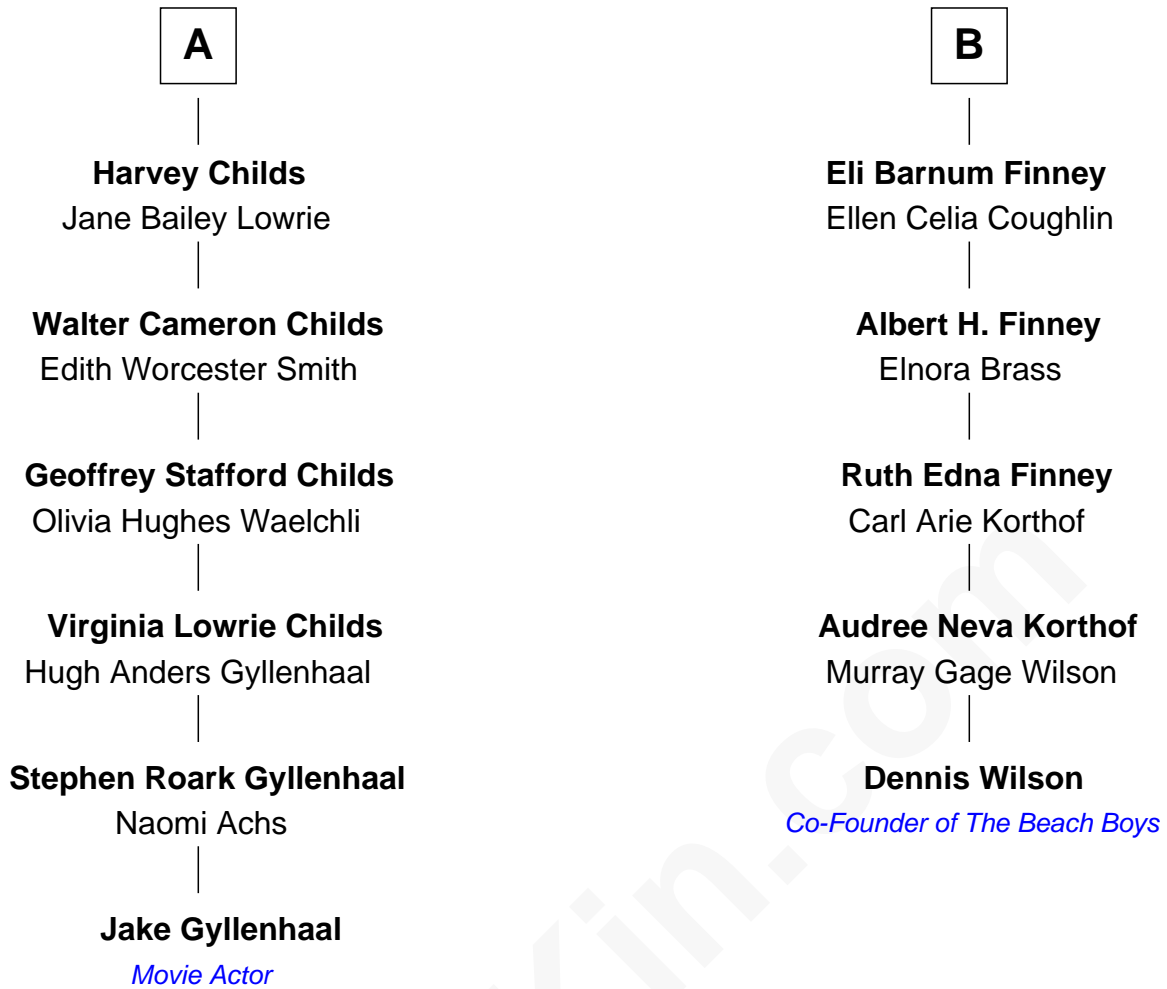 A
Harvey Childs
Jane Bailey Lowrie
Walter Cameron Childs
Edith Worcester Smith
Geoffrey Stafford Childs
Olivia Hughes Waelchli
Virginia Lowrie Childs
Hugh Anders Gyllenhaal
Stephen Roark Gyllenhaal
Naomi Achs
Jake Gyllenhaal
Movie Actor
B
Eli Barnum Finney
Ellen Celia Coughlin
Albert H. Finney
Elnora Brass
Ruth Edna Finney
Carl Arie Korthof
Audree Neva Korthof
Murray Gage Wilson
Dennis Wilson
Co-Founder of The Beach Boys